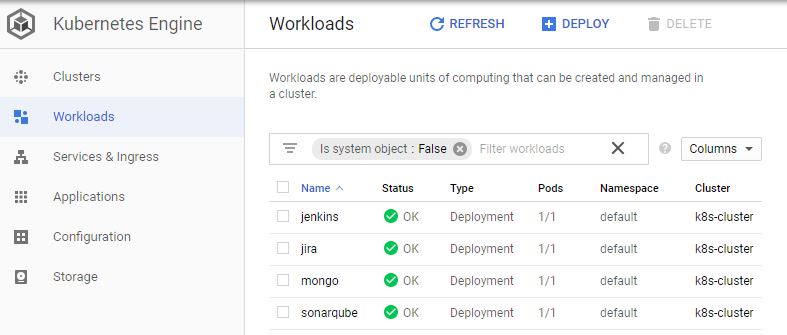 Kubernetes Engine
Clusters
Workloads
Services & Ingress
Applications
Configuration
Storage
Workloads REFRESH DEPLOY DELETE
Workloads are deployable units of computing that can be created and managed in
a cluster.
Is system object : False Filter workloads Columns
Name Status Type Pods Namespace Cluster
jenkins OK Deployment 1/1 default k8s-cluster
jira OK Deployment 1/1 default k8s-cluster
mongo OK Deployment 1/1 default k8s-cluster
sonarqube OK Deployment 1/1 default k8s-cluster